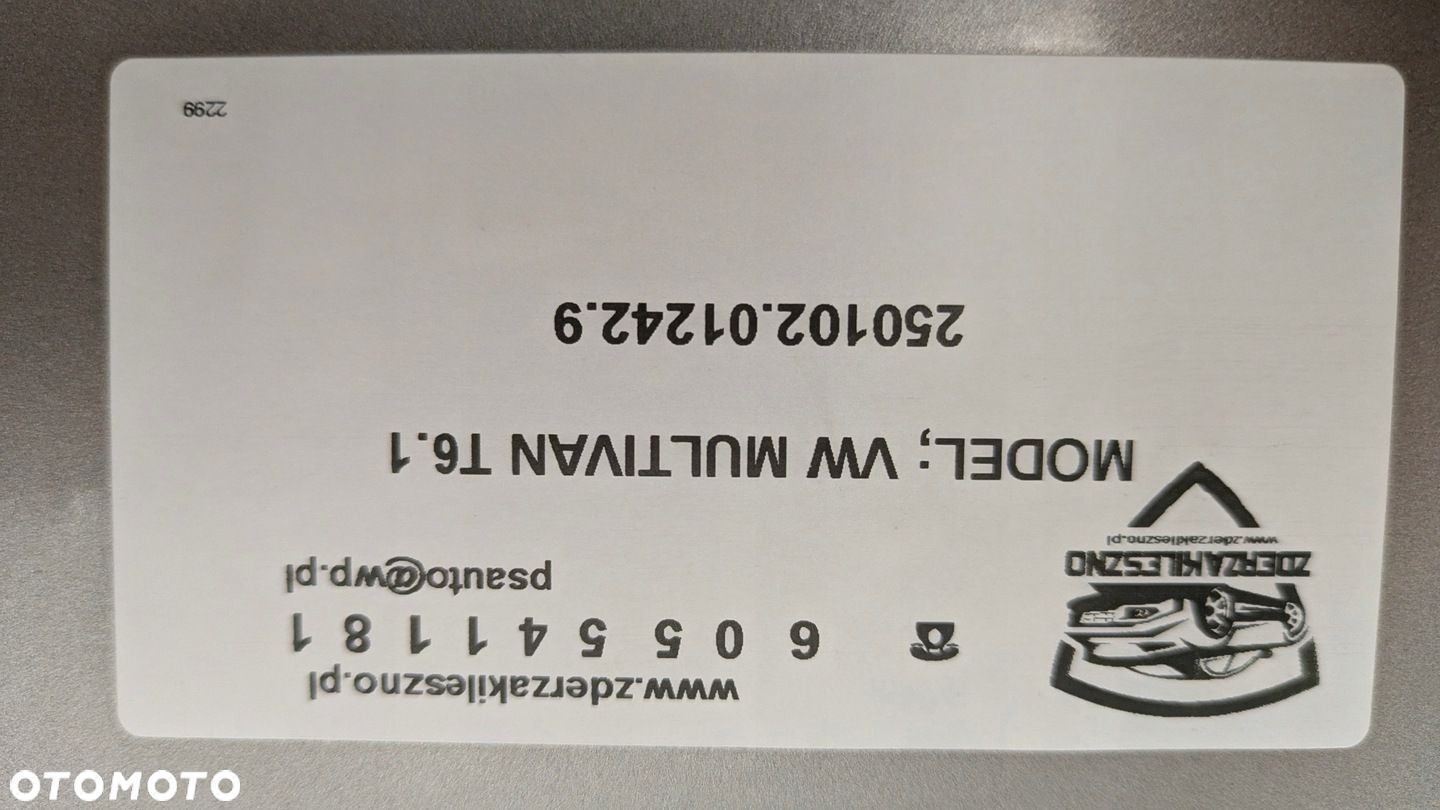 www.zderzakileszno.pl
605541181
psauto@wp.pl
ZDERZAKILESZNO
www.zderzakileszno.pl
MODEL; VW MULTIVAN T6.1
250102.01242.9
2299
OTOMOTO